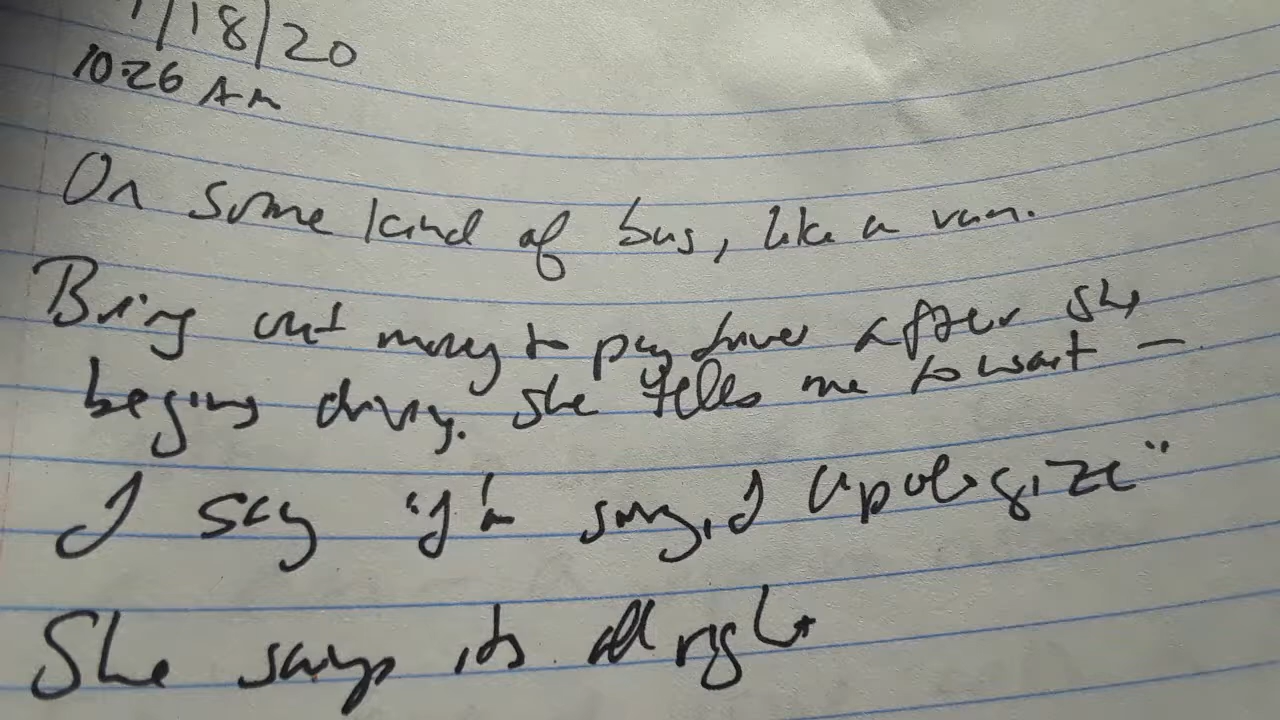 /18/20
10:26 AM
On some kind of bus, like a van.
Bring out money to pay driver after she
begins driving. She tells me to wait —
I say "I'm sorry, I apologize"
She says its all right